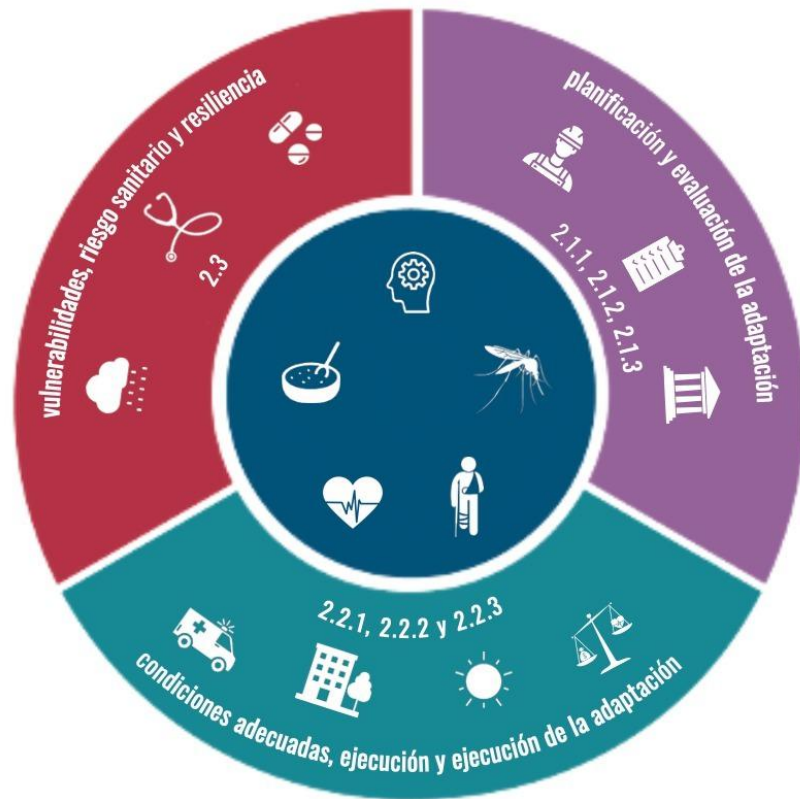 vulnerabilidades, riesgo sanitario y resiliencia
2.3
planificación y evaluación de la adaptación
2.1.1, 2.1.2, 2.1.3
2.2.1, 2.2.2 y 2.2.3
condiciones adecuadas, ejecución y ejecución de la adaptación